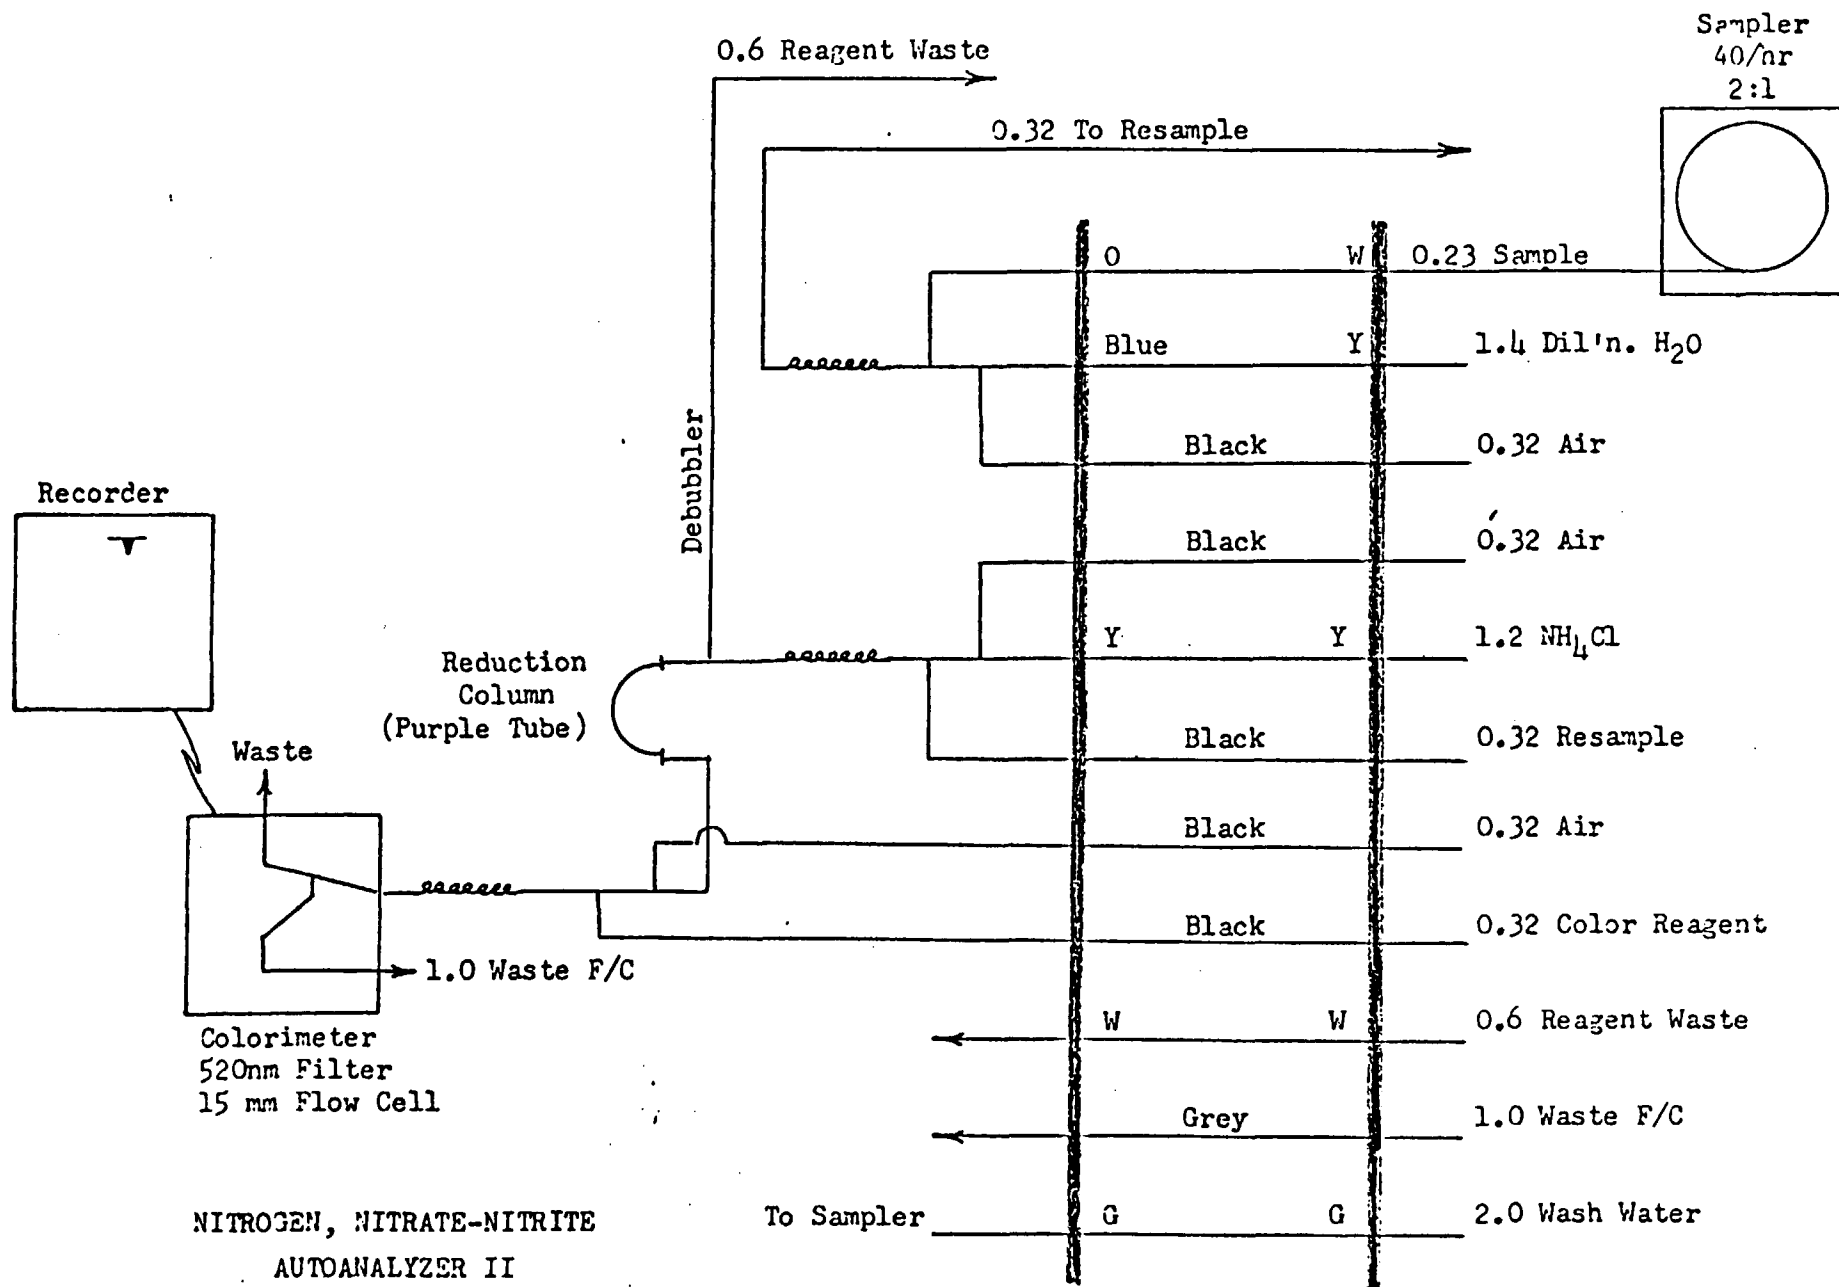 Sampler
40/hr
2:1
0.6 Reagent Waste
0.32 To Resample
O W 0.23 Sample
Blue Y 1.4 Dil'n. H2O
Black 0.32 Air
Debubbler
Black 0.32 Air
Recorder
Y Y 1.2 NH4Cl
Reduction
Column
(Purple Tube)
Black 0.32 Resample
Waste
Black 0.32 Air
Black 0.32 Color Reagent
1.0 Waste F/C
W W 0.6 Reagent Waste
Colorimeter
520nm Filter
15 mm Flow Cell
Grey 1.0 Waste F/C
To Sampler G G 2.0 Wash Water
NITROGEN, NITRATE-NITRITE
AUTOANALYZER II